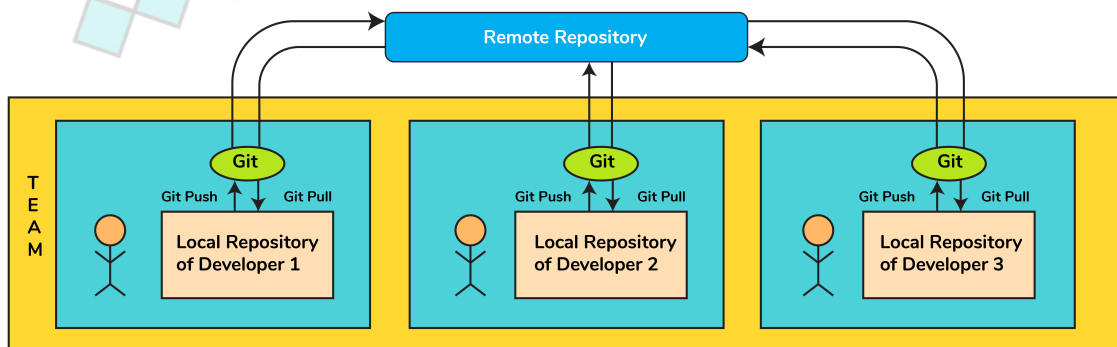 Remote Repository
T
E
A
M
Git
Git Push
Git Pull
Local Repository
of Developer 1
Git
Git Push
Git Pull
Local Repository
of Developer 2
Git
Git Push
Git Pull
Local Repository
of Developer 3